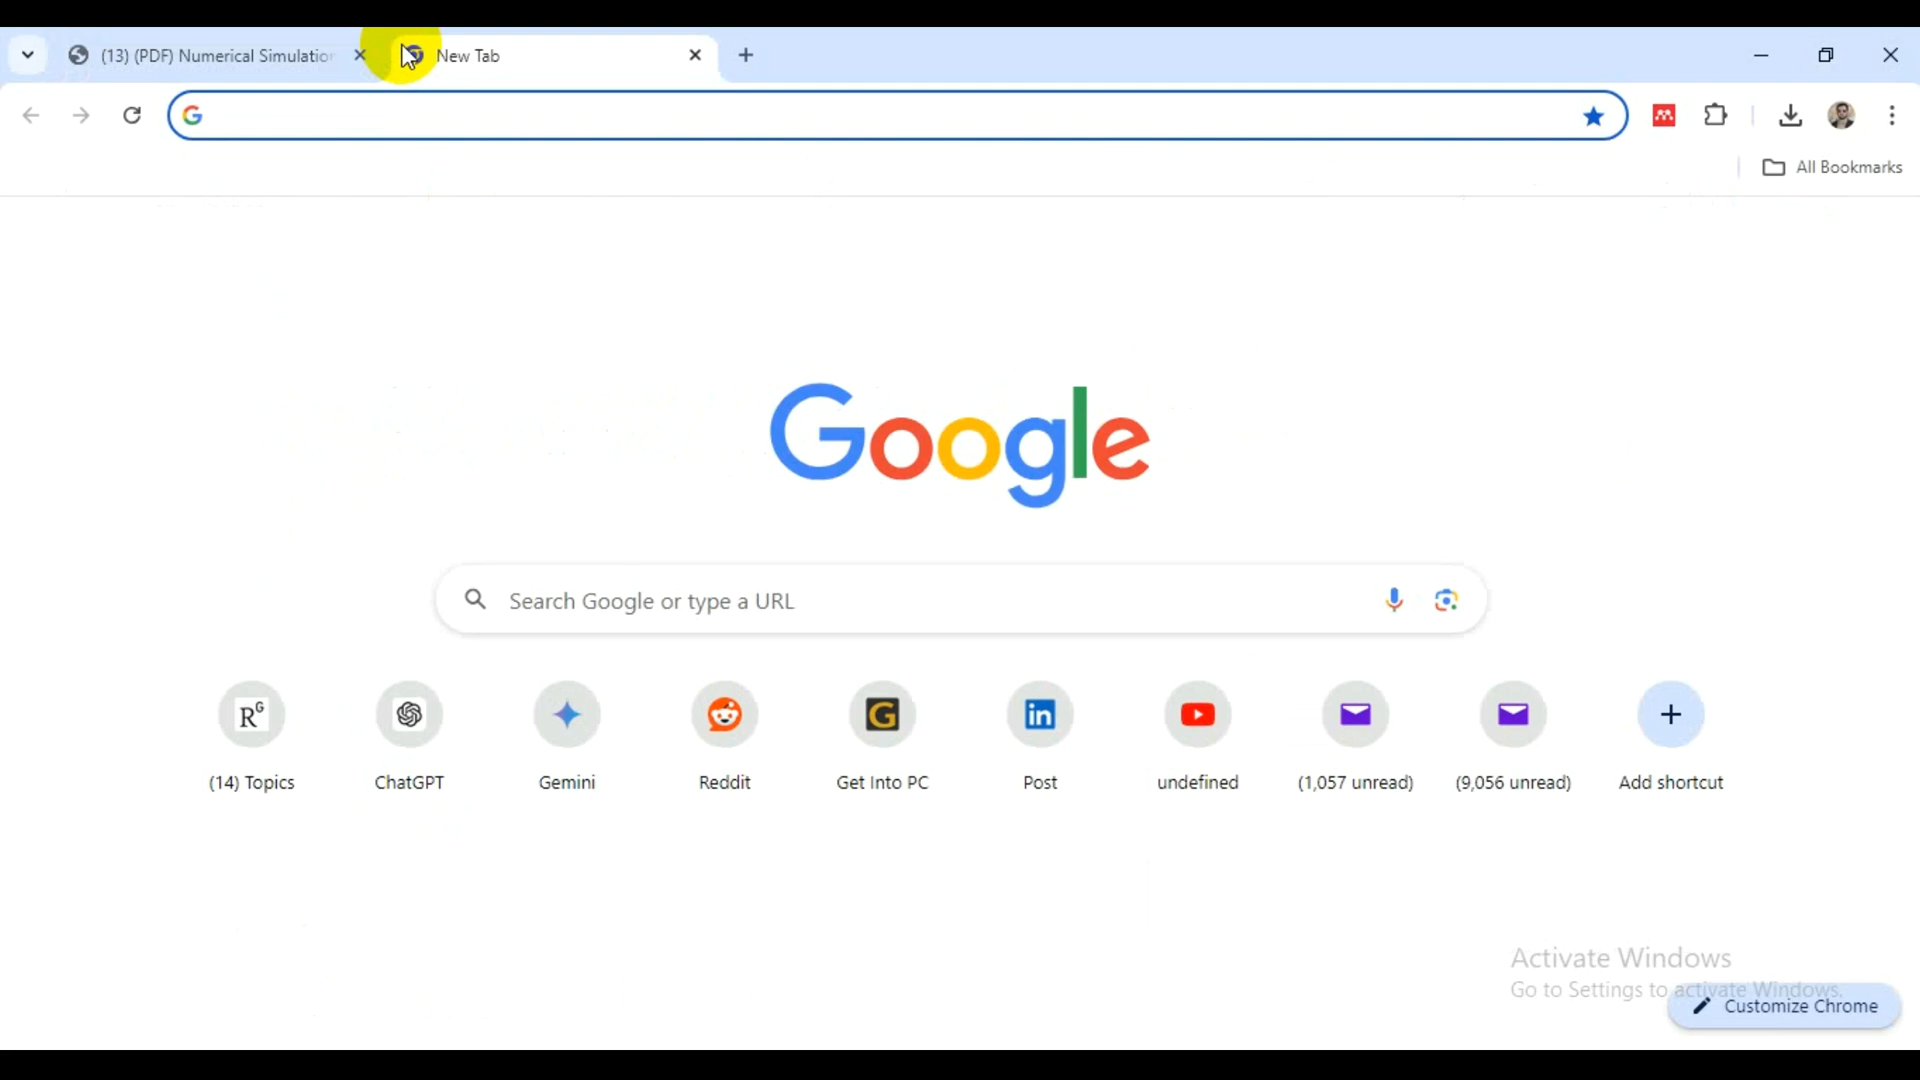 (13) (PDF) Numerical Simulation
New Tab
All Bookmarks
Google
Search Google or type a URL
(14) Topics
ChatGPT
Gemini
Reddit
Get Into PC
Post
undefined
(1,057 unread)
(9,056 unread)
Add shortcut
Activate Windows
Go to Settings to activate Windows.
Customize Chrome